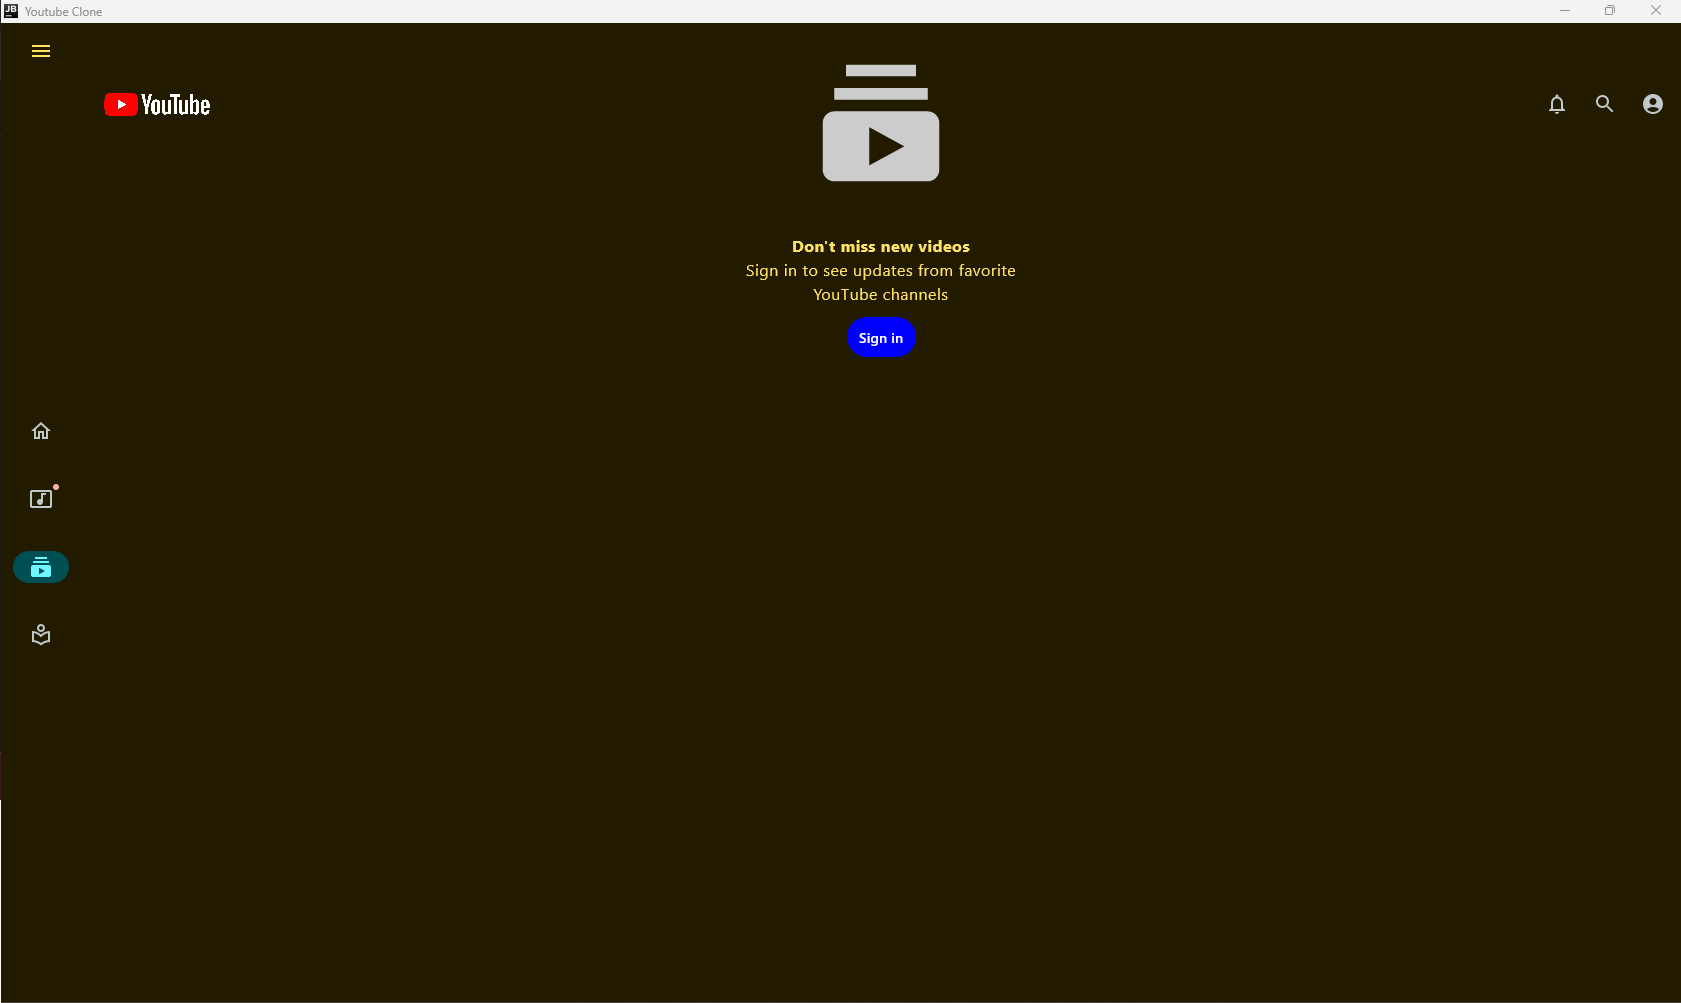 JB
Youtube Clone
YouTube
Don't miss new videos
Sign in to see updates from favorite
YouTube channels
Sign in